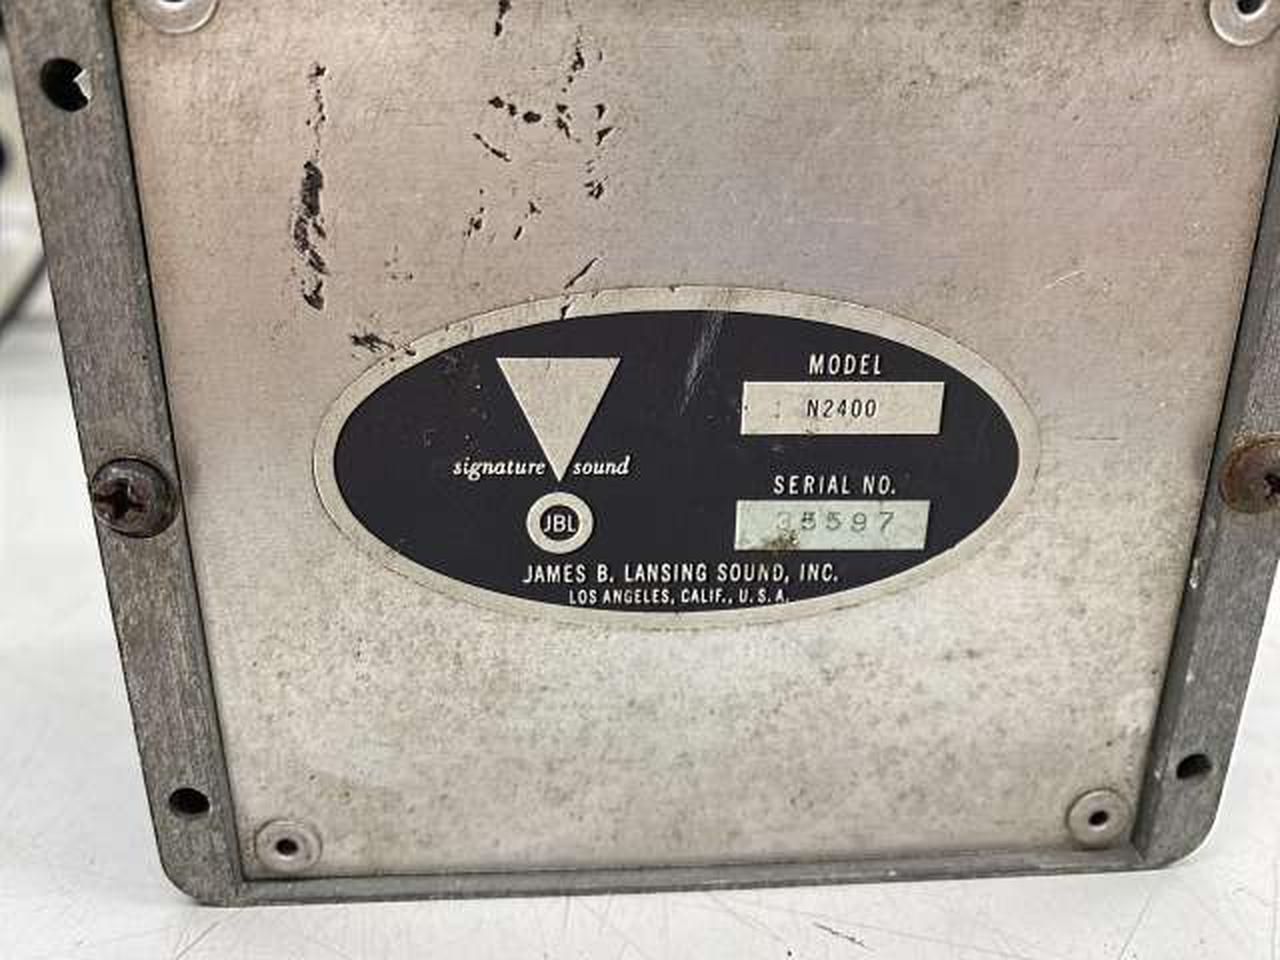 MODEL
N2400
signature sound
SERIAL NO.
35597
JBL
JAMES B. LANSING SOUND, INC.
LOS ANGELES, CALIF., U.S.A.